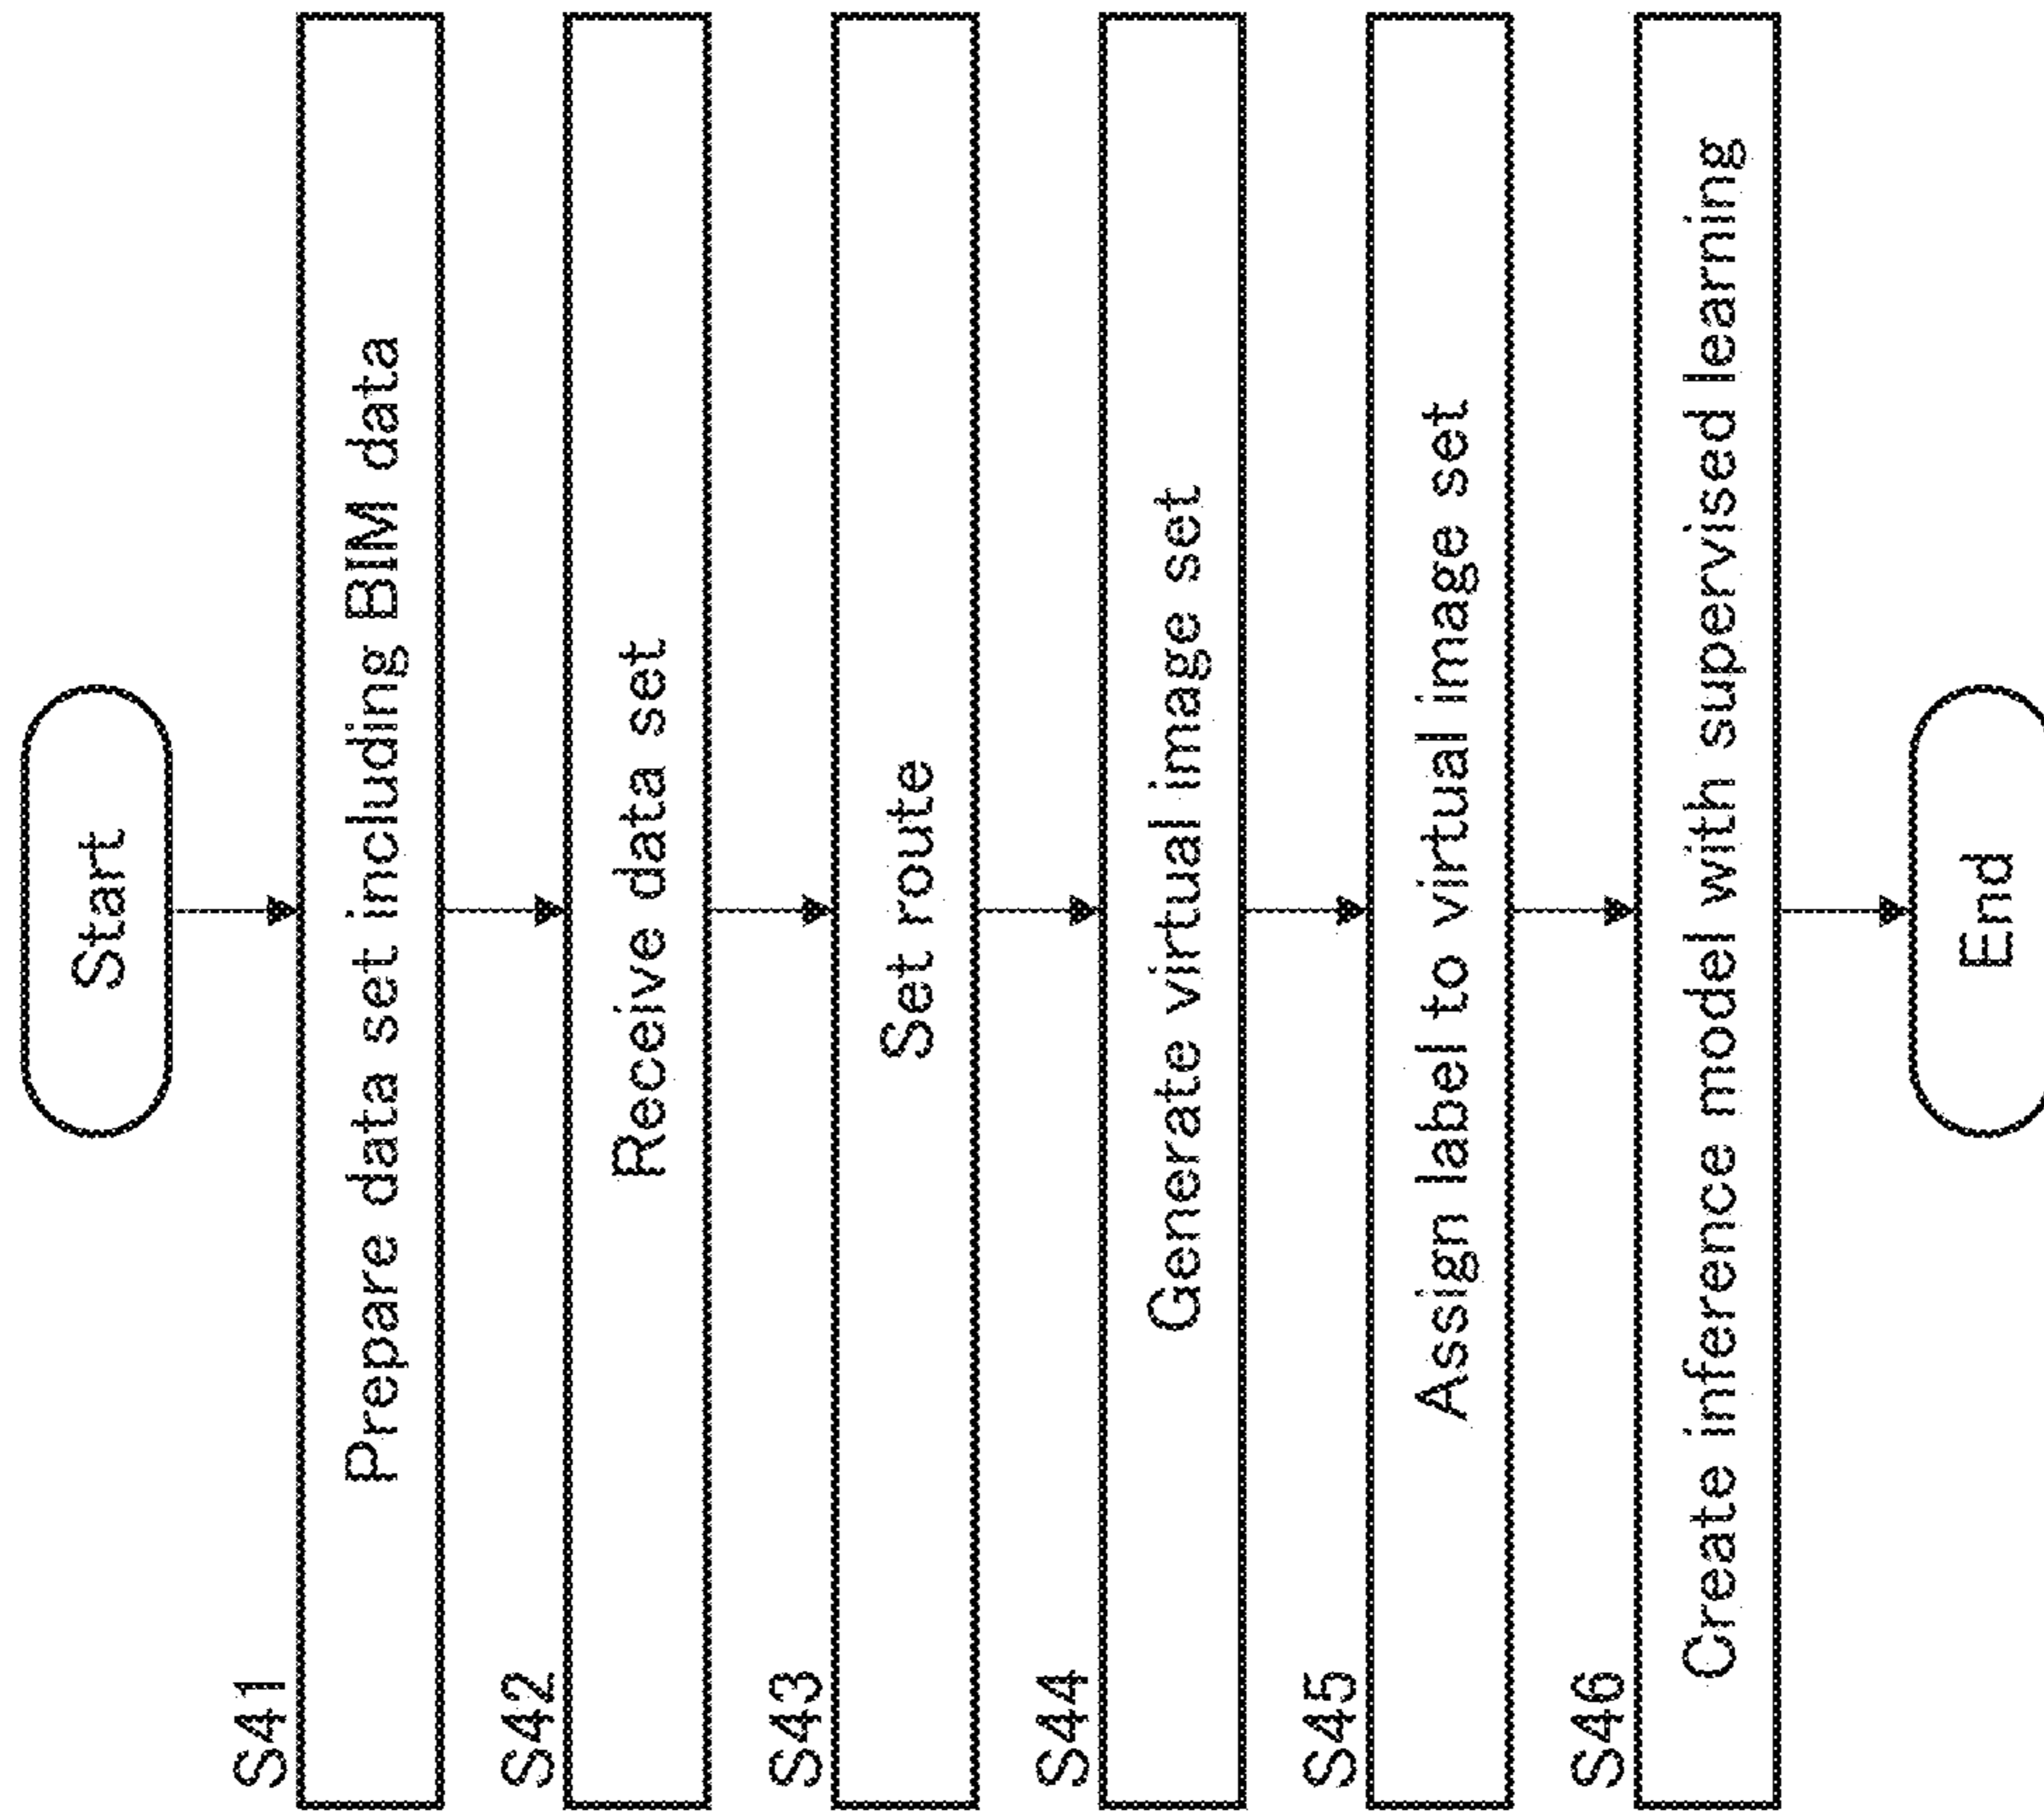 Start
S41
Prepare data set including BIM data
S42
Receive data set
S43
Set route
S44
Generate virtual image set
S45
Assign label to virtual image set
S46
Create inference model with supervised learning
End